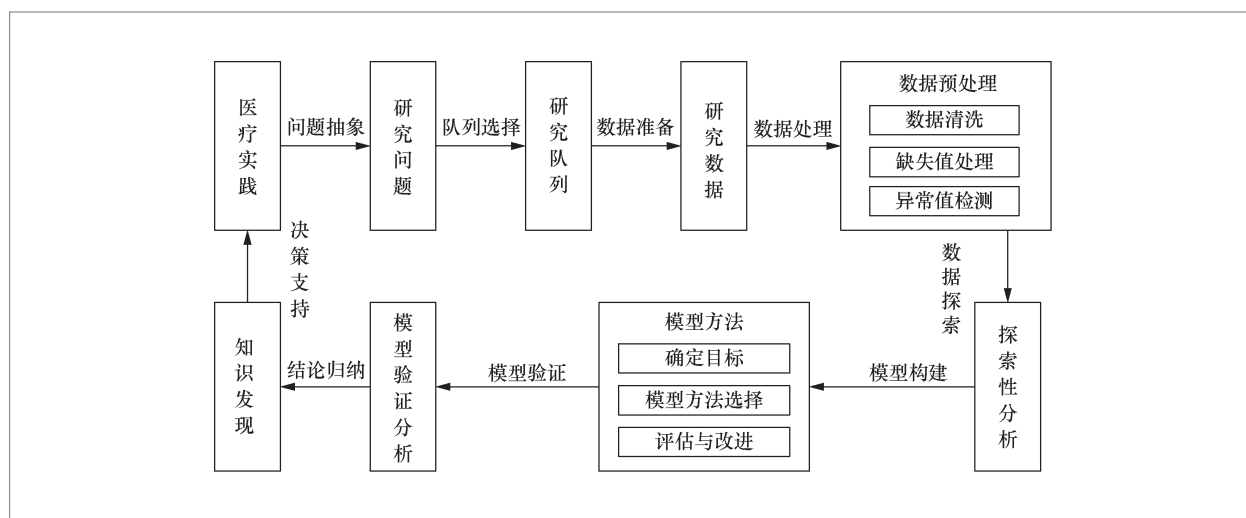 医疗实践
问题抽象
研究问题
队列选择
研究队列
数据准备
研究数据
数据处理
数据预处理
数据清洗
缺失值处理
异常值检测
数据探索
探索性分析
模型构建
模型方法
确定目标
模型方法选择
评估与改进
模型验证
模型验证分析
结论归纳
知识发现
决策支持